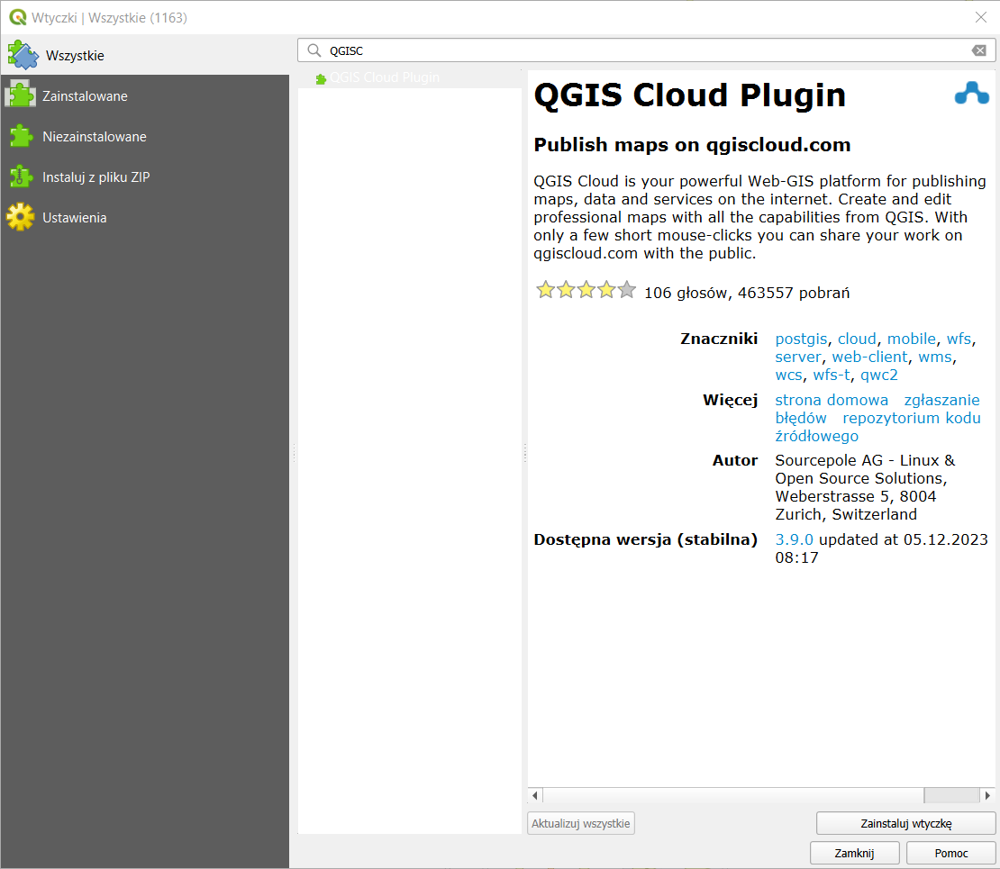 Wtyczki | Wszystkie (1163)
Wszystkie
Zainstalowane
Niezainstalowane
Instaluj z pliku ZIP
Ustawienia
QGISC
QGIS Cloud Plugin
QGIS Cloud Plugin
Publish maps on qgiscloud.com
QGIS Cloud is your powerful Web-GIS platform for publishing
maps, data and services on the internet. Create and edit
professional maps with all the capabilities from QGIS. With
only a few short mouse-clicks you can share your work on
qgiscloud.com with the public.
106 głosów, 463557 pobrań
Znaczniki postgis, cloud, mobile, wfs,
server, web-client, wms,
wcs, wfs-t, qwc2
Więcej strona domowa zgłaszanie
błędów repozytorium kodu
źródłowego
Autor Sourcepole AG - Linux &
Open Source Solutions,
Weberstrasse 5, 8004
Zurich, Switzerland
Dostępna wersja (stabilna) 3.9.0 updated at 05.12.2023
08:17
Aktualizuj wszystkie
Zainstaluj wtyczkę
Zamknij
Pomoc